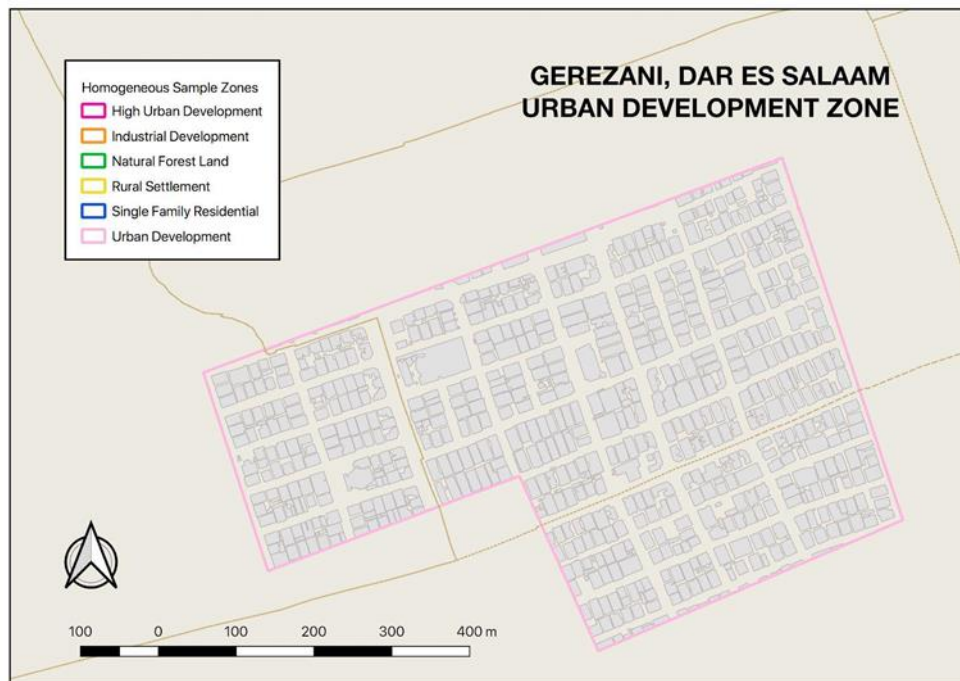 GEREZANI, DAR ES SALAAM
URBAN DEVELOPMENT ZONE
Homogeneous Sample Zones
High Urban Development
Industrial Development
Natural Forest Land
Rural Settlement
Single Family Residential
Urban Development
100 0 100 200 300 400 m